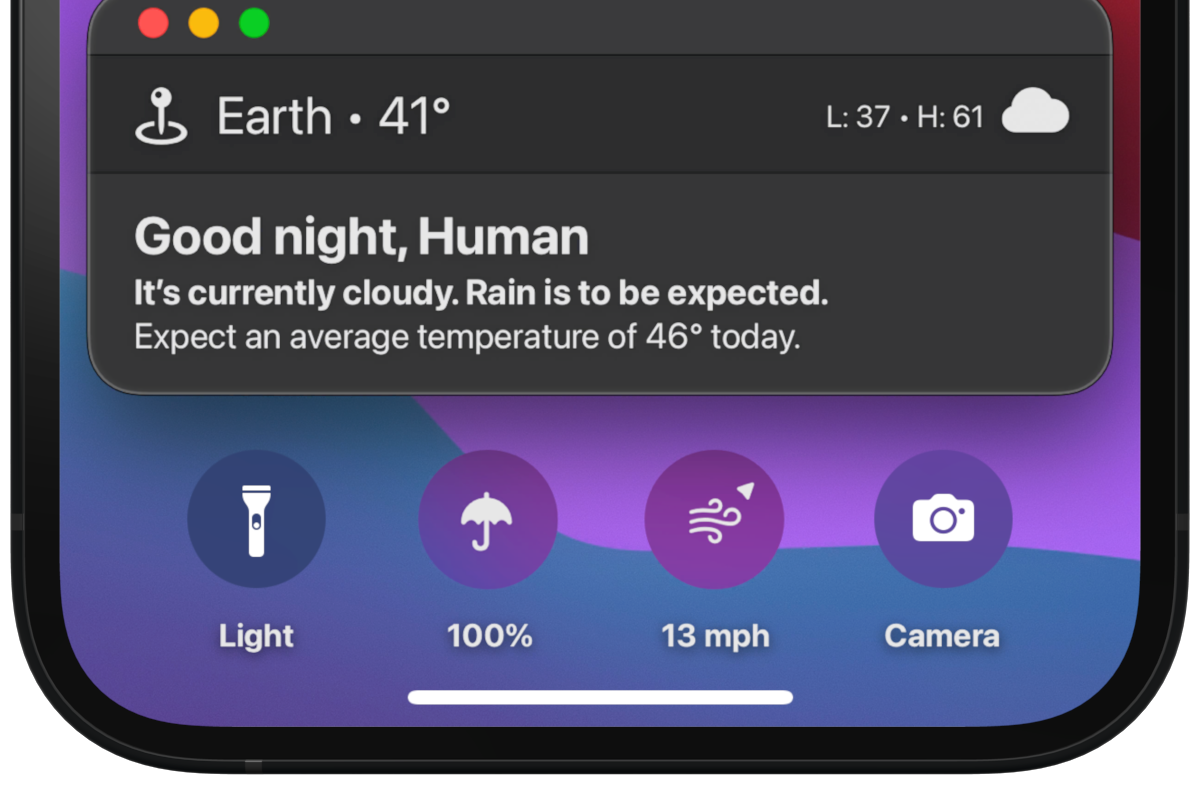 Earth • 41°
L: 37 • H: 61
Good night, Human
It’s currently cloudy. Rain is to be expected.
Expect an average temperature of 46° today.
Light
100%
13 mph
Camera